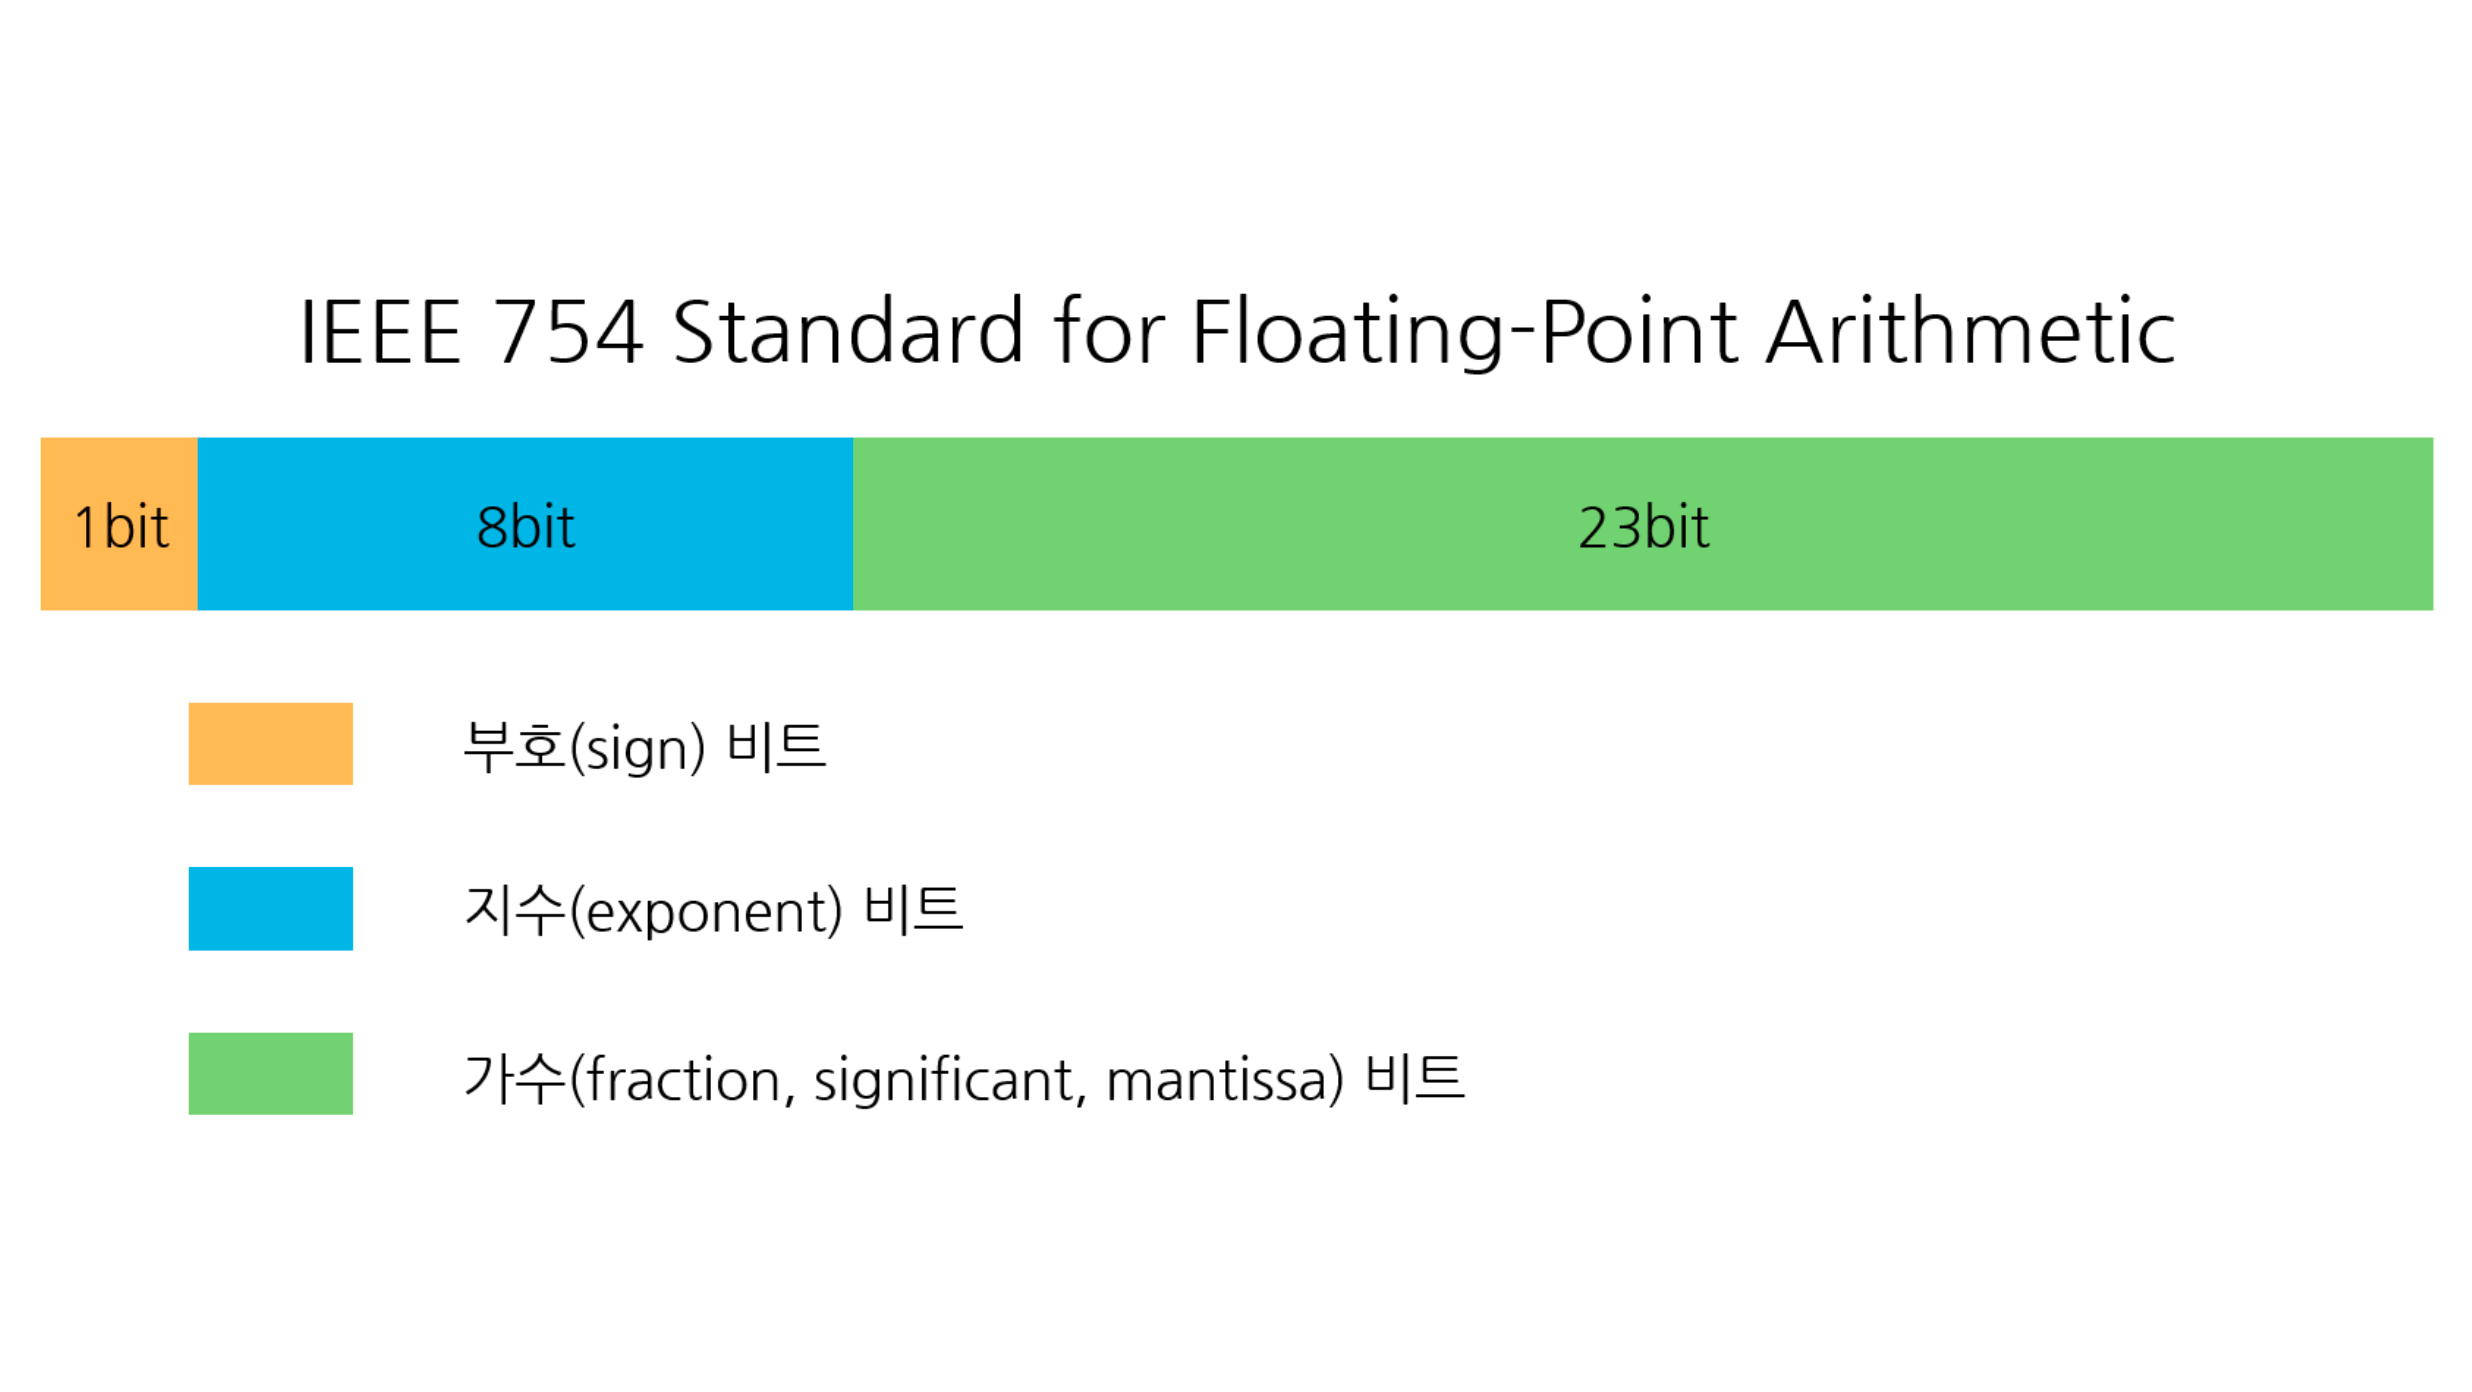 IEEE 754 Standard for Floating-Point Arithmetic
1bit 8bit 23bit
부호(sign) 비트
지수(exponent) 비트
가수(fraction, significant, mantissa) 비트